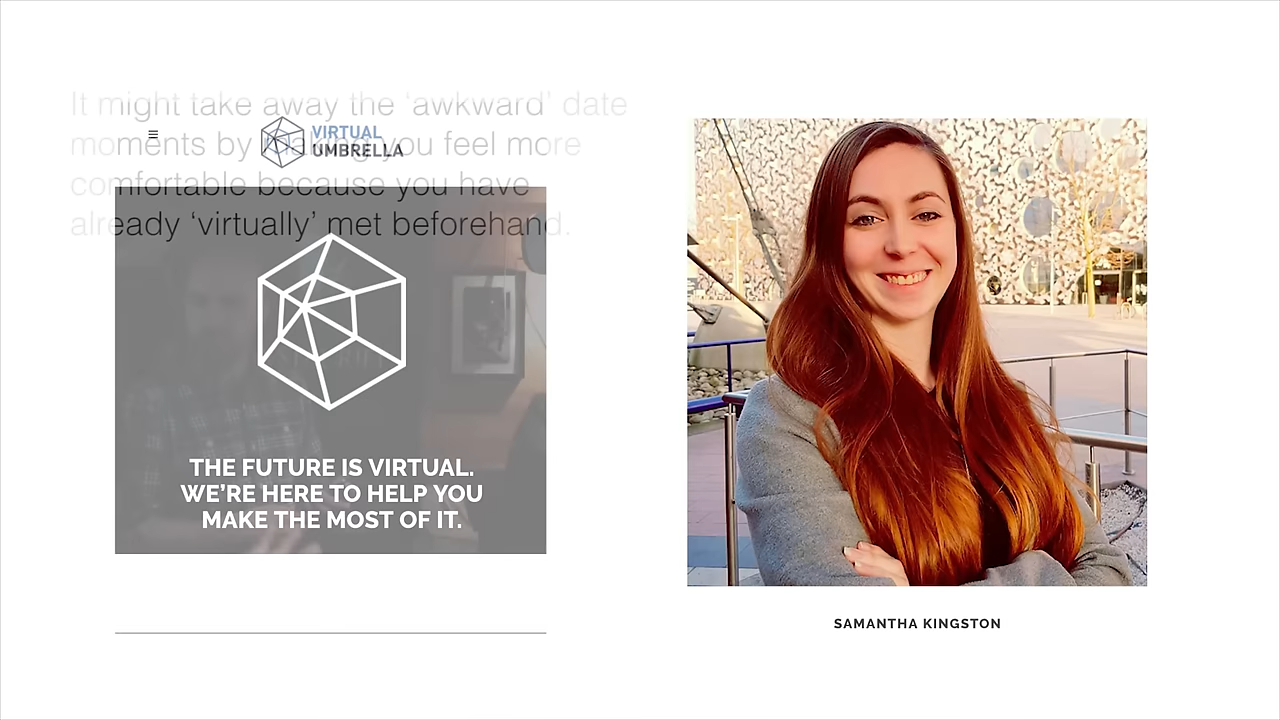 It might take away the ‘awkward’ date
moments by making you feel more
comfortable because you have
already ‘virtually’ met beforehand.
VIRTUAL
UMBRELLA
THE FUTURE IS VIRTUAL.
WE’RE HERE TO HELP YOU
MAKE THE MOST OF IT.
SAMANTHA KINGSTON